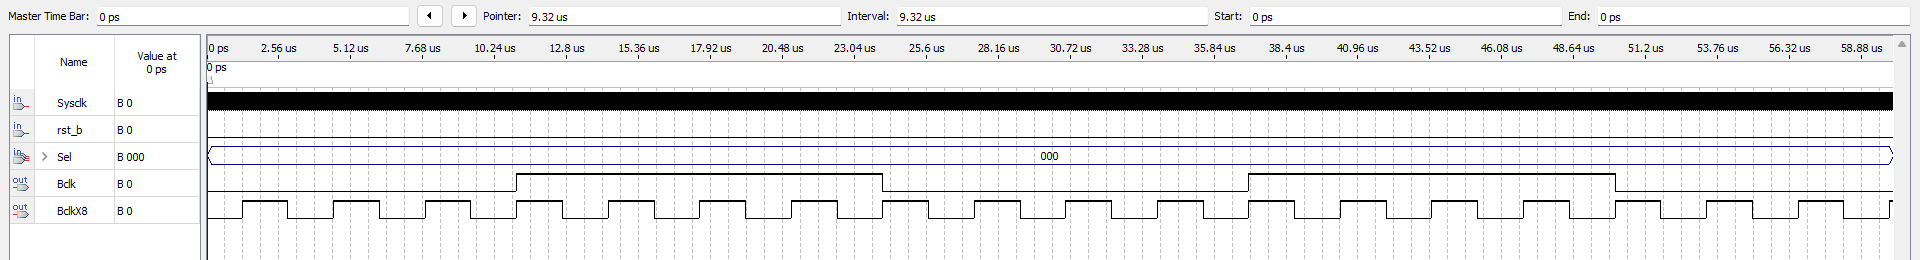 Master Time Bar: 0 ps Pointer: 9.32 us Interval: 9.32 us Start: 0 ps End: 0 ps
Name Value at 0 ps
0 ps 2.56 us 5.12 us 7.68 us 10.24 us 12.8 us 15.36 us 17.92 us 20.48 us 23.04 us 25.6 us 28.16 us 30.72 us 33.28 us 35.84 us 38.4 us 40.96 us 43.52 us 46.08 us 48.64 us 51.2 us 53.76 us 56.32 us 58.88 us
0 ps
in Sysclk B 0
in rst_b B 0
in > Sel B 000 000
out Bclk B 0
out BclkX8 B 0